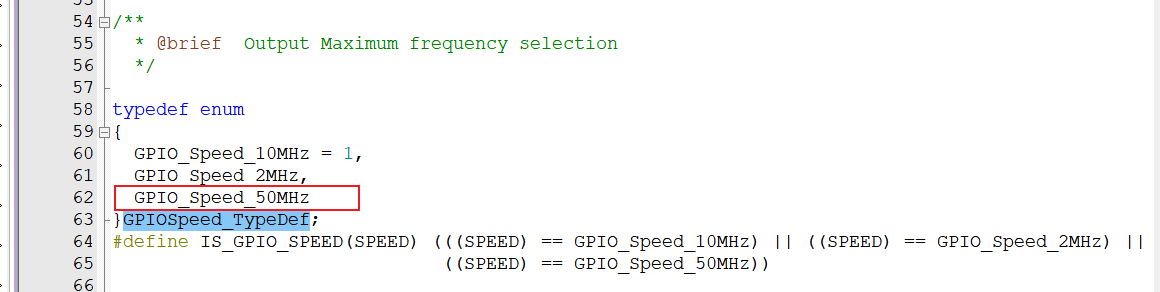 54 /**
55 * @brief Output Maximum frequency selection
56 */
57
58 typedef enum
59 {
60 GPIO_Speed_10MHz = 1,
61 GPIO_Speed_2MHz,
62 GPIO_Speed_50MHz
63 }GPIOSpeed_TypeDef;
64 #define IS_GPIO_SPEED(SPEED) (((SPEED) == GPIO_Speed_10MHz) || ((SPEED) == GPIO_Speed_2MHz) ||
65 ((SPEED) == GPIO_Speed_50MHz))
66